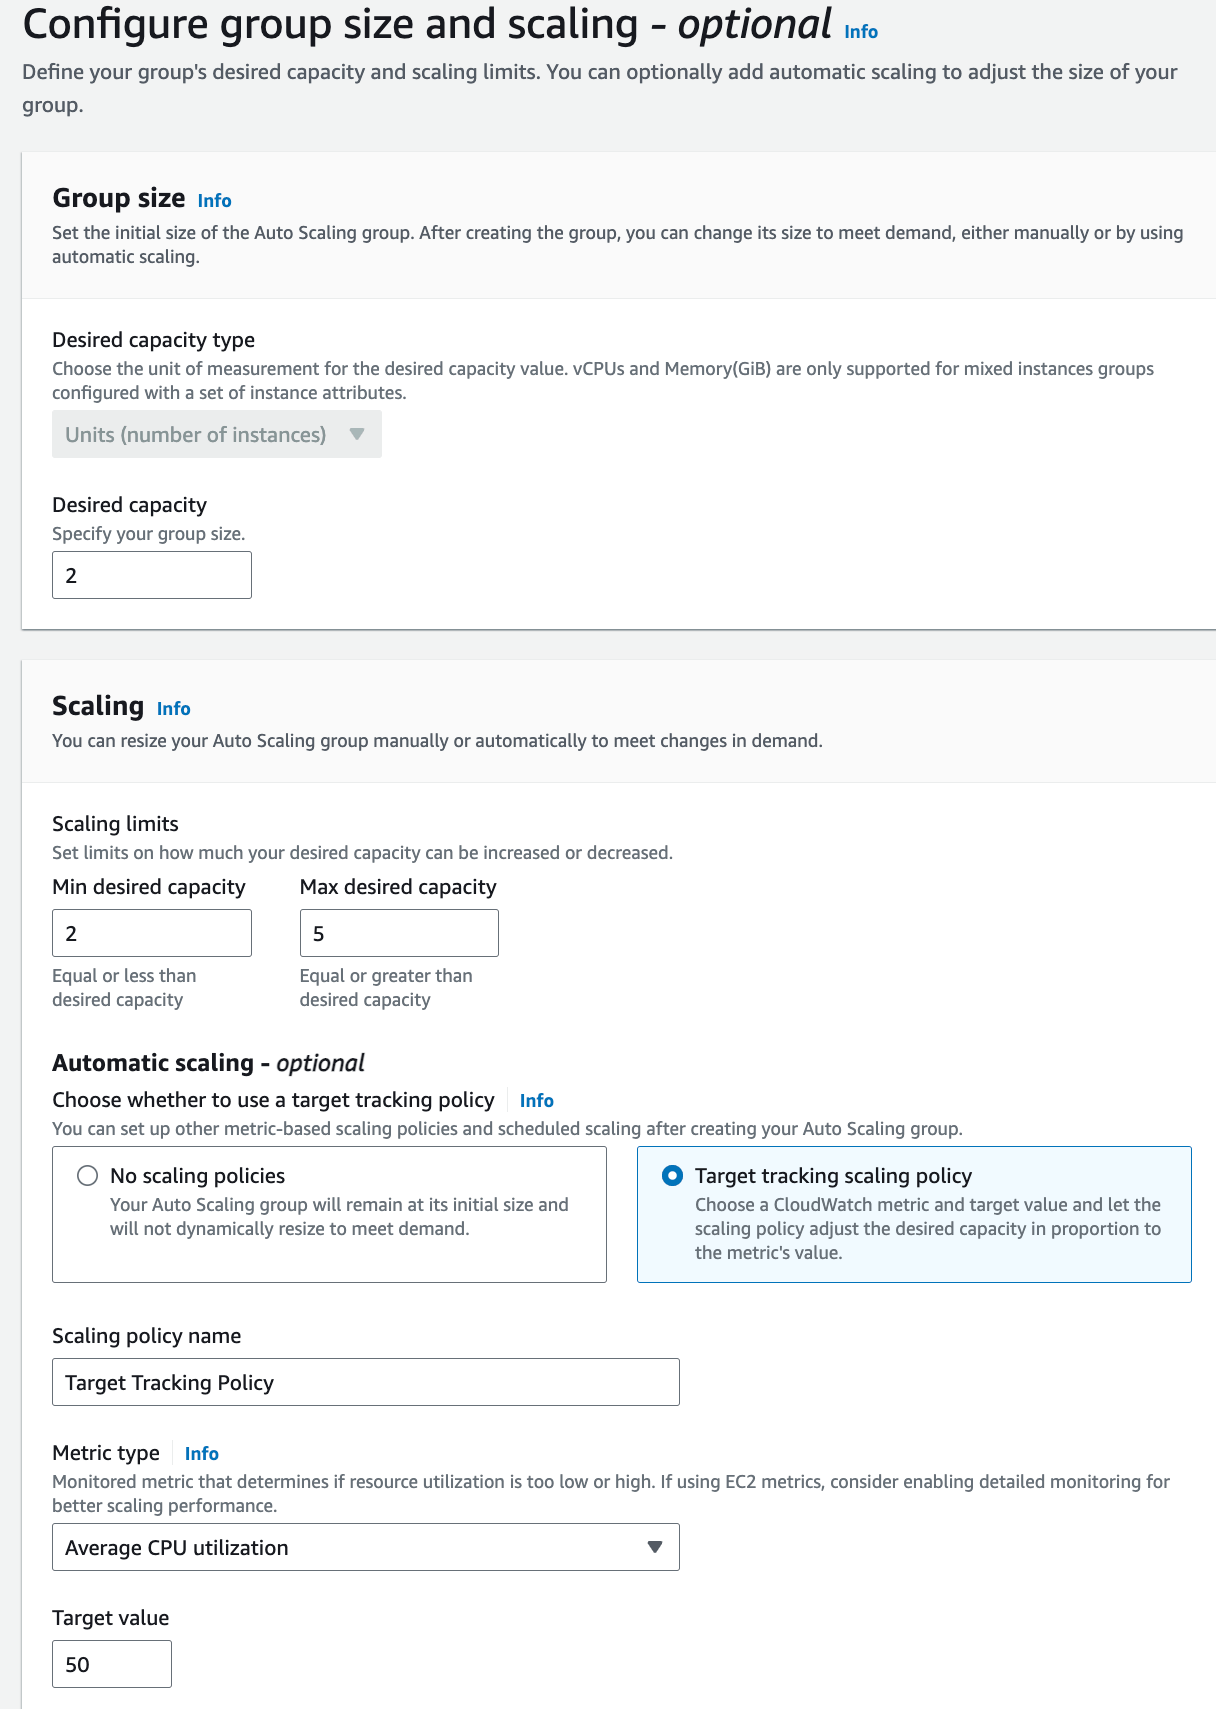 Configure group size and scaling - optional Info
Define your group's desired capacity and scaling limits. You can optionally add automatic scaling to adjust the size of your
group.
Group size Info
Set the initial size of the Auto Scaling group. After creating the group, you can change its size to meet demand, either manually or by using
automatic scaling.
Desired capacity type
Choose the unit of measurement for the desired capacity value. vCPUs and Memory(GiB) are only supported for mixed instances groups
configured with a set of instance attributes.
Units (number of instances)
Desired capacity
Specify your group size.
2
Scaling Info
You can resize your Auto Scaling group manually or automatically to meet changes in demand.
Scaling limits
Set limits on how much your desired capacity can be increased or decreased.
Min desired capacity Max desired capacity
2 5
Equal or less than Equal or greater than
desired capacity desired capacity
Automatic scaling - optional
Choose whether to use a target tracking policy Info
You can set up other metric-based scaling policies and scheduled scaling after creating your Auto Scaling group.
No scaling policies
Your Auto Scaling group will remain at its initial size and
will not dynamically resize to meet demand.
Target tracking scaling policy
Choose a CloudWatch metric and target value and let the
scaling policy adjust the desired capacity in proportion to
the metric's value.
Scaling policy name
Target Tracking Policy
Metric type Info
Monitored metric that determines if resource utilization is too low or high. If using EC2 metrics, consider enabling detailed monitoring for
better scaling performance.
Average CPU utilization
Target value
50